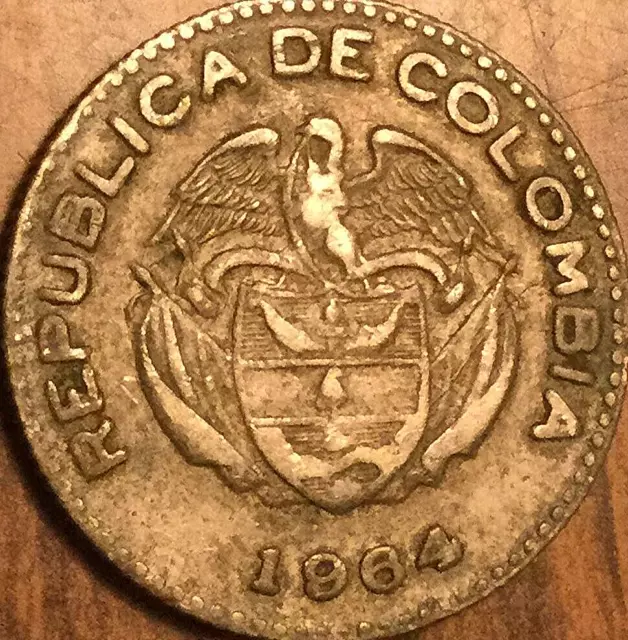 REPUBLICA DE COLOMBIA
1964